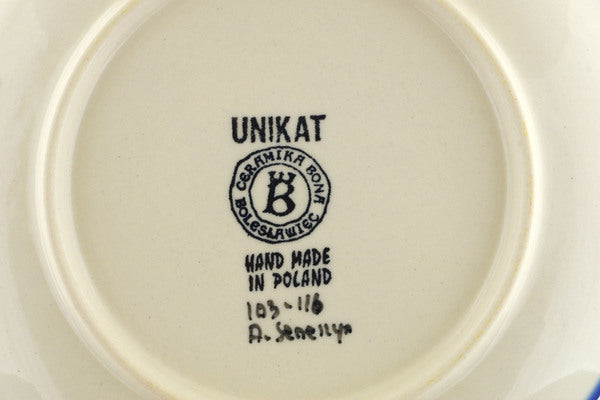 UNIKAT
CERAMIKA BONA
B
BOLESŁAWIEC
HAND MADE
IN POLAND
103-116
A.